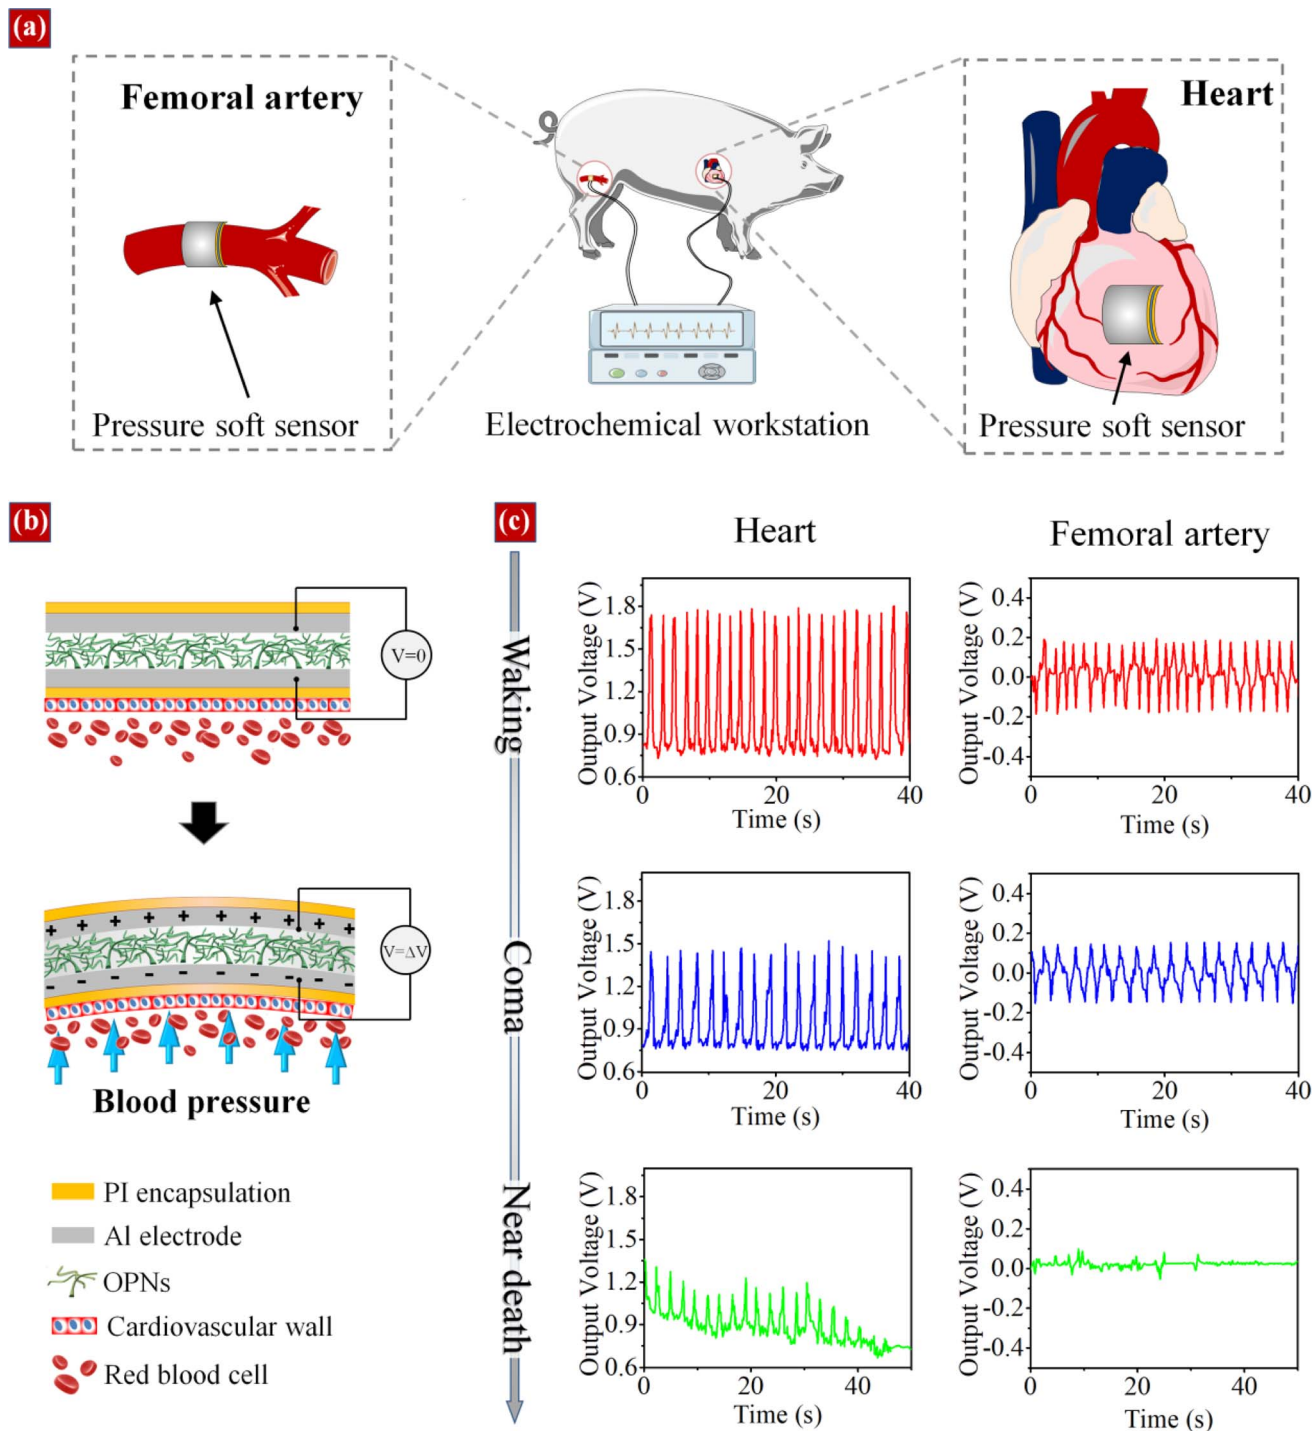 (a)
Femoral artery
Heart
Pressure soft sensor
Electrochemical workstation
Pressure soft sensor
(b)
V=0
V=ΔV
Blood pressure
PI encapsulation
Al electrode
OPNs
Cardiovascular wall
Red blood cell
(c)
Heart
Femoral artery
Waking
Output Voltage (V)
1.8
1.5
1.2
0.9
0.6
0
20
40
Time (s)
Output Voltage (V)
0.4
0.2
0.0
-0.2
-0.4
0
20
40
Time (s)
Coma
Output Voltage (V)
1.8
1.5
1.2
0.9
0.6
0
20
40
Time (s)
Output Voltage (V)
0.4
0.2
0.0
-0.2
-0.4
0
20
40
Time (s)
Near death
Output Voltage (V)
1.8
1.5
1.2
0.9
0.6
0
20
40
Time (s)
Output Voltage (V)
0.4
0.2
0.0
-0.2
-0.4
0
20
40
Time (s)